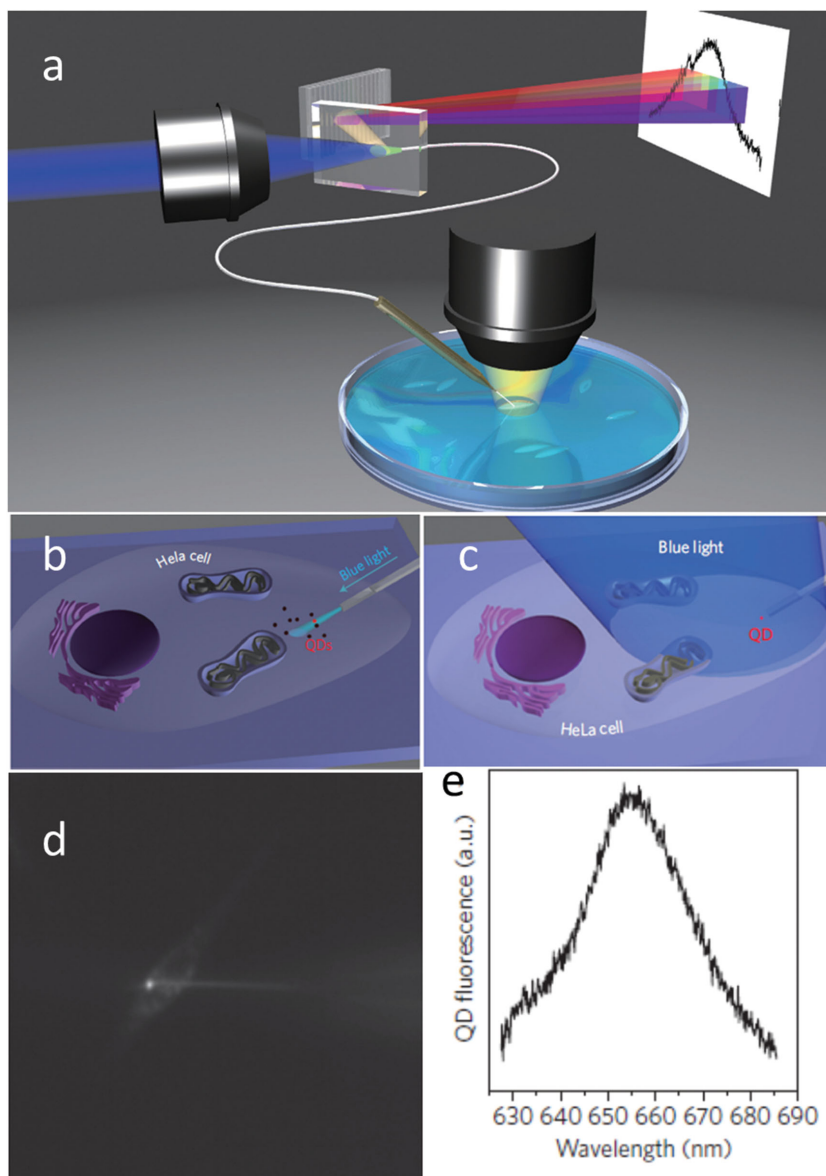 a
b
Hela cell
Blue light
QDs
c
Blue light
QD
HeLa cell
d
e
QD fluorescence (a.u.)
630 640 650 660 670 680 690
Wavelength (nm)